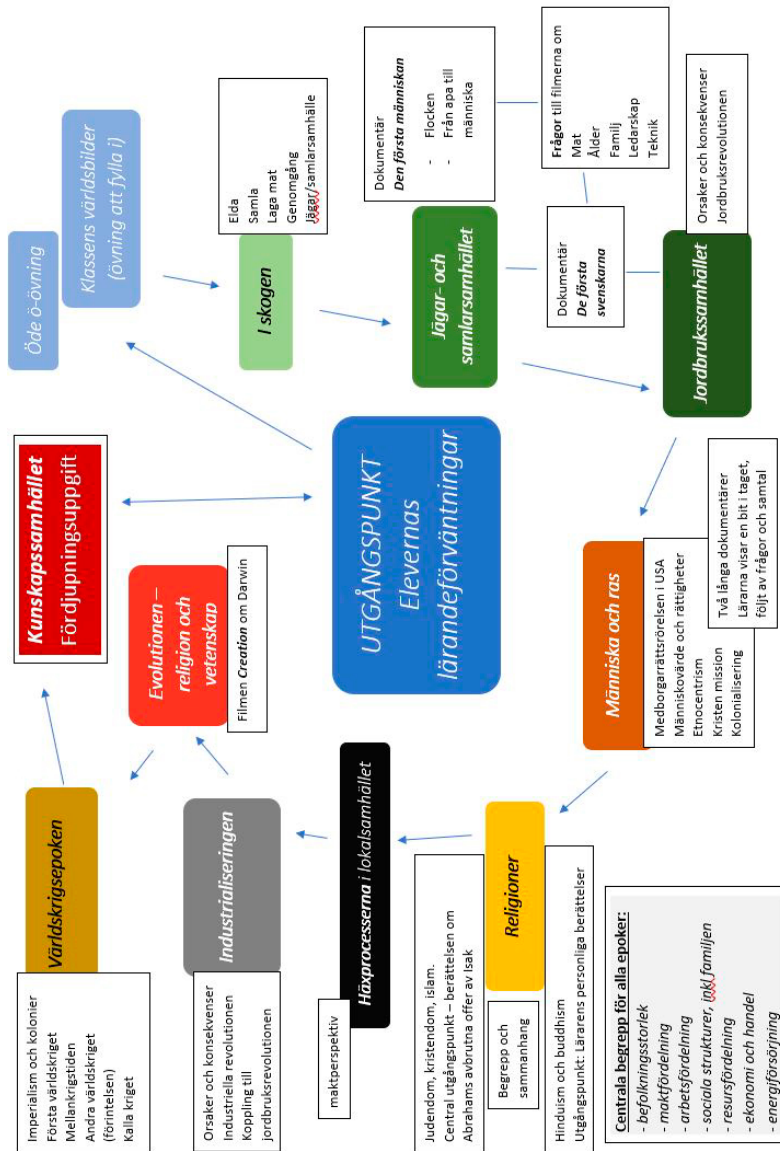 Öde ö-övning
Klassens världsbilder
(övning att fylla i)
I skogen
Elda
Samla
Laga mat
Genomgång
Jägar/samlarsamhälle
Jägar- och
samlarsamhället
Dokumentär
Den första människan
- Flocken
- Från apa till
människa
Frågor till filmerna om
Mat
Ålder
Familj
Ledarskap
Teknik
Dokumentär
De första
svenskarna
Jordbrukssamhället
Orsaker och konsekvenser
Jordbruksrevolutionen
UTGÅNGSPUNKT
Elevernas
lärandeförväntningar
Människa och ras
Medborgarrättsrörelsen i USA
Människovärde och rättigheter
Etnocentrism
Kristen mission
Kolonialisering
Två långa dokumentärer
Lärarna visar en bit i taget,
följt av frågor och samtal
Religioner
Judendom, kristendom, islam.
Central utgångspunkt – berättelsen om
Abrahams avbrutna offer av Isak
Begrepp och
sammanhang
Hinduism och buddhism
Utgångspunkt: Lärarens personliga berättelser
Häxprocesserna i lokalsamhället
maktperspektiv
Industrialiseringen
Orsaker och konsekvenser
Industriella revolutionen
Koppling till
jordbruksrevolutionen
Evolutionen –
religion och
vetenskap
Filmen Creation om Darwin
Världskrigsepoken
Imperialism och kolonier
Första världskriget
Mellankrigstiden
Andra världskriget
(förintelsen)
Kalla kriget
Kunskapssamhället
Fördjupningsuppgift
Centrala begrepp för alla epoker:
- befolkningsstorlek
- maktfördelning
- arbetsfördelning
- sociala strukturer, inkl familjen
- resursfördelning
- ekonomi och handel
- energiförsörjning